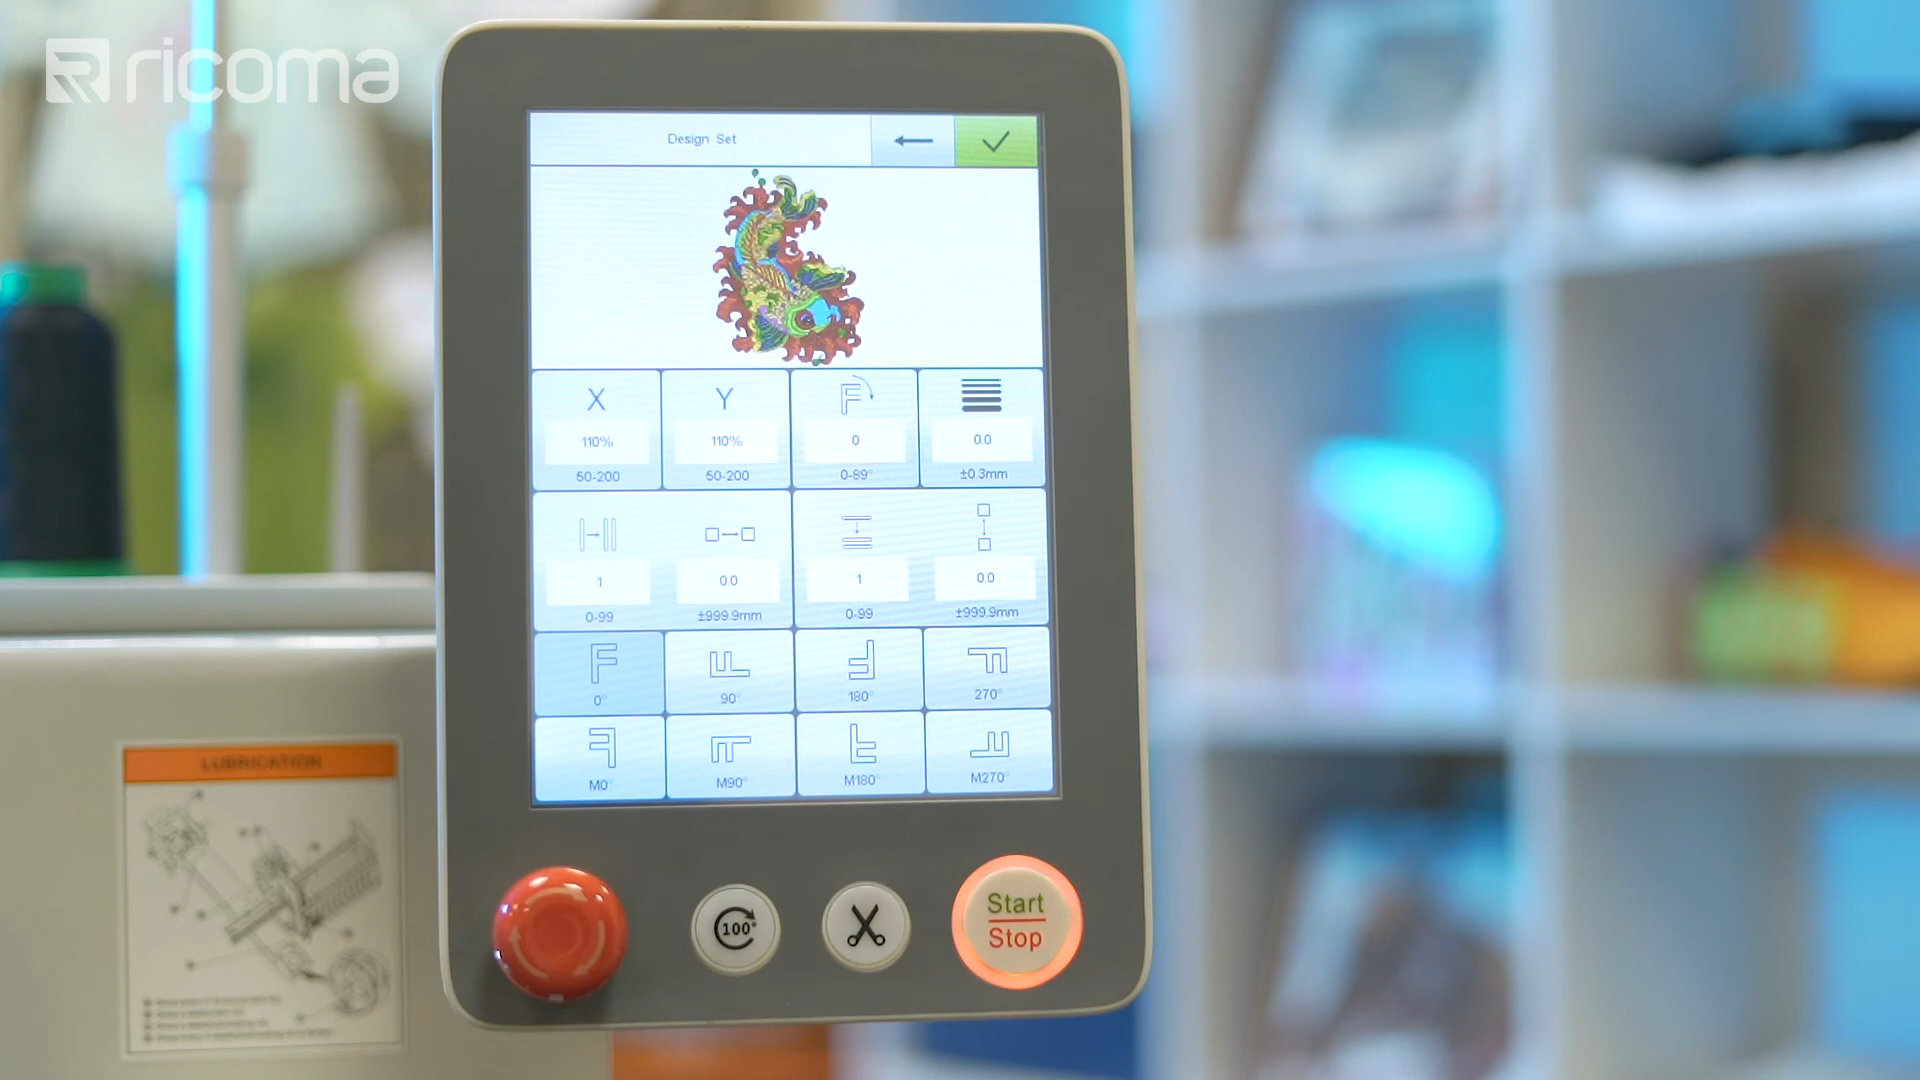 ricoma
Design Set
X
Y
110%
110%
0
0.0
50-200
50-200
0-89°
±0.3mm
1
0.0
1
0.0
0-99
±999.9mm
0-99
±999.9mm
0°
90°
180°
270°
M0°
M90°
M180°
M270°
100°
Start
Stop
LUBRICATION